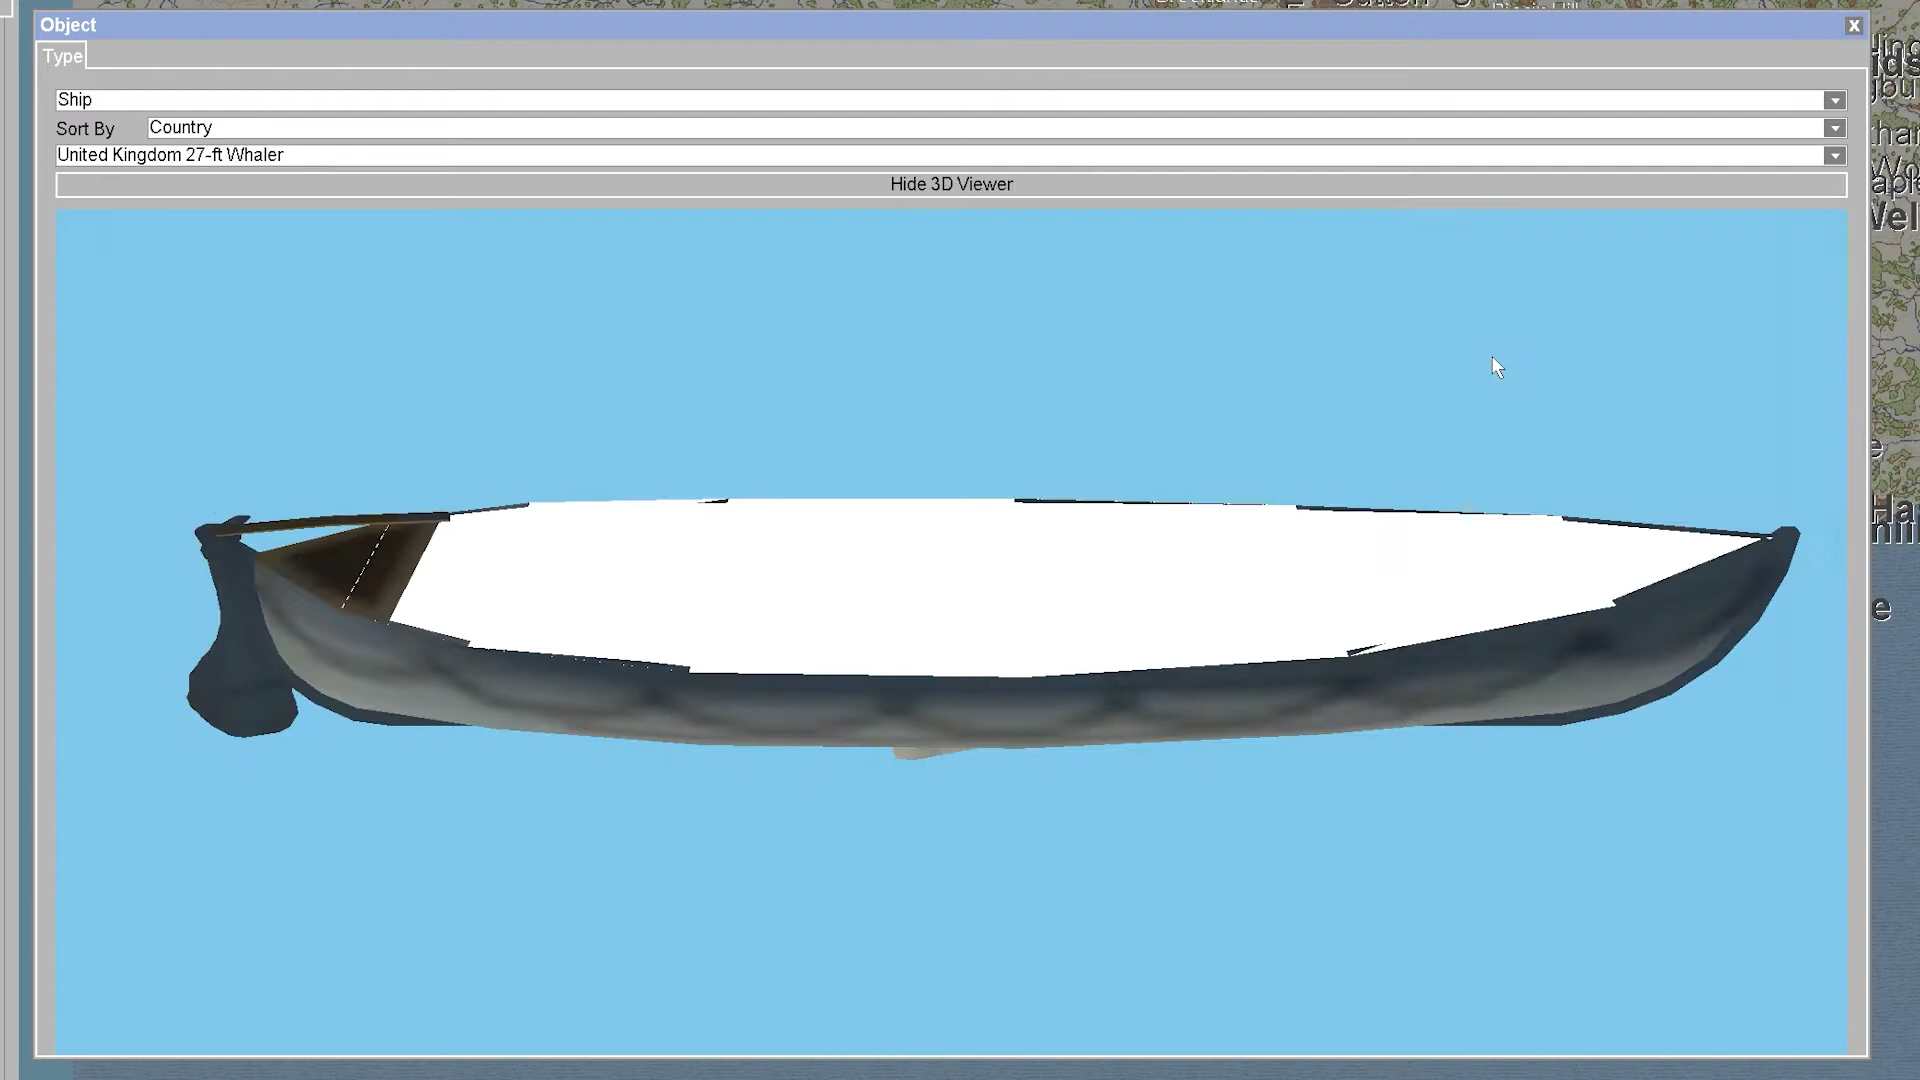 Object
Type
Ship
Sort By Country
United Kingdom 27-ft Whaler
Hide 3D Viewer